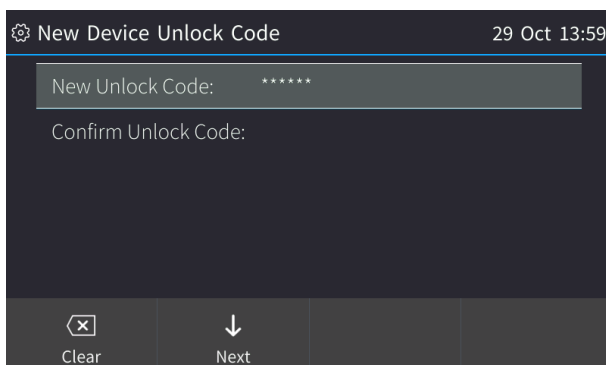 New Device Unlock Code 29 Oct 13:59
New Unlock Code: ******
Confirm Unlock Code:
Clear Next